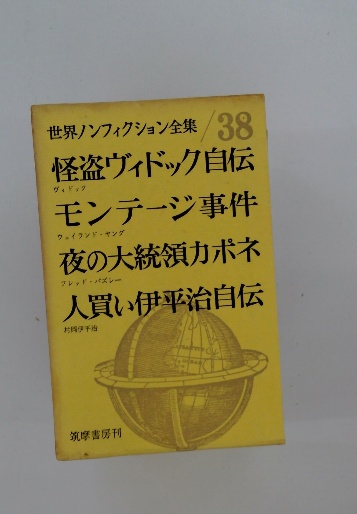 世界ノンフィクション全集/38
怪盗ヴィドック自伝
ヴィドック
モンテージ事件
ウェイランド・ヤング
夜の大統領カポネ
フレッド・パズレー
人買い伊平治自伝
村岡伊平治
筑摩書房刊